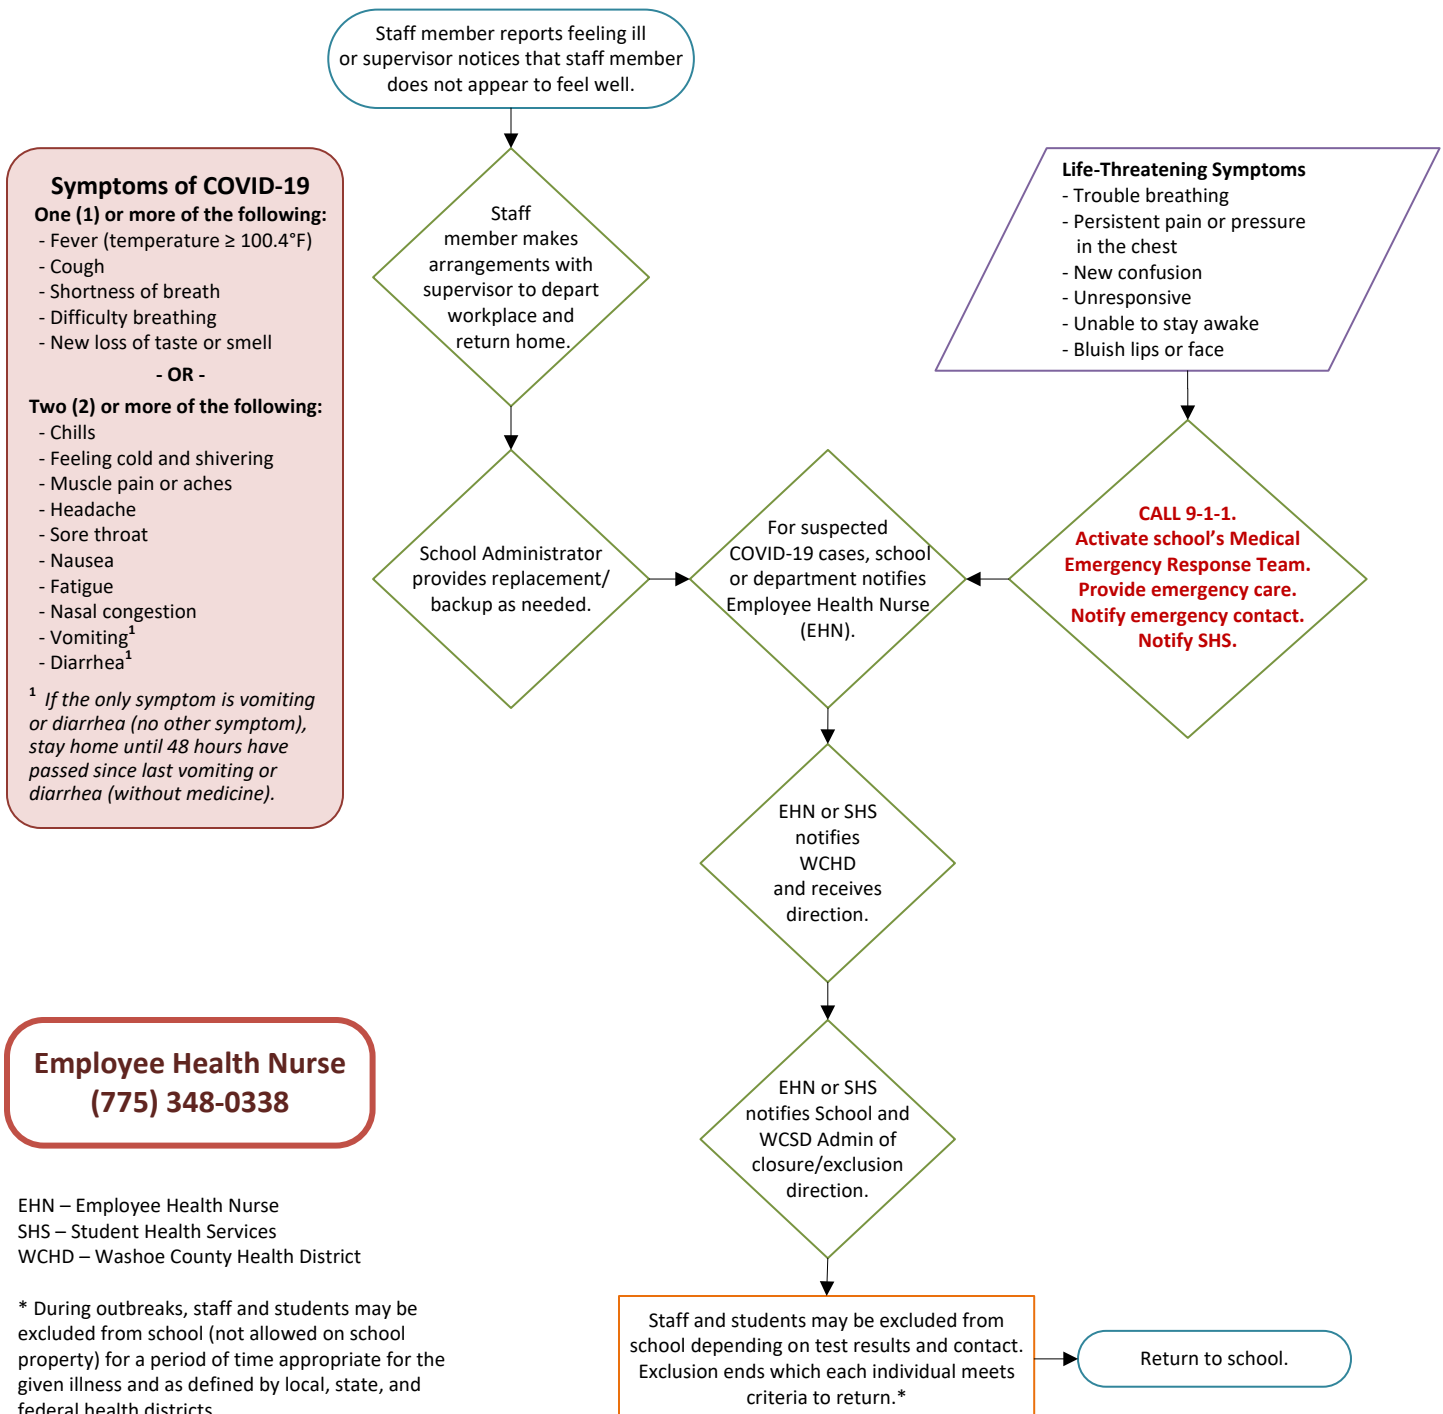 Staff member reports feeling ill
or supervisor notices that staff member
does not appear to feel well.
Symptoms of COVID-19
One (1) or more of the following:
- Fever (temperature ≥ 100.4°F)
- Cough
- Shortness of breath
- Difficulty breathing
- New loss of taste or smell
- OR -
Two (2) or more of the following:
- Chills
- Feeling cold and shivering
- Muscle pain or aches
- Headache
- Sore throat
- Nausea
- Fatigue
- Nasal congestion
- Vomiting¹
- Diarrhea¹
¹ If the only symptom is vomiting
or diarrhea (no other symptom),
stay home until 48 hours have
passed since last vomiting or
diarrhea (without medicine).
Staff
member makes
arrangements with
supervisor to depart
workplace and
return home.
Life-Threatening Symptoms
- Trouble breathing
- Persistent pain or pressure
in the chest
- New confusion
- Unresponsive
- Unable to stay awake
- Bluish lips or face
School Administrator
provides replacement/
backup as needed.
For suspected
COVID-19 cases, school
or department notifies
Employee Health Nurse
(EHN).
CALL 9-1-1.
Activate school’s Medical
Emergency Response Team.
Provide emergency care.
Notify emergency contact.
Notify SHS.
EHN or SHS
notifies
WCHD
and receives
direction.
EHN or SHS
notifies School and
WCSD Admin of
closure/exclusion
direction.
Employee Health Nurse
(775) 348-0338
EHN – Employee Health Nurse
SHS – Student Health Services
WCHD – Washoe County Health District
* During outbreaks, staff and students may be
excluded from school (not allowed on school
property) for a period of time appropriate for the
given illness and as defined by local, state, and
federal health districts
Staff and students may be excluded from
school depending on test results and contact.
Exclusion ends which each individual meets
criteria to return.*
Return to school.